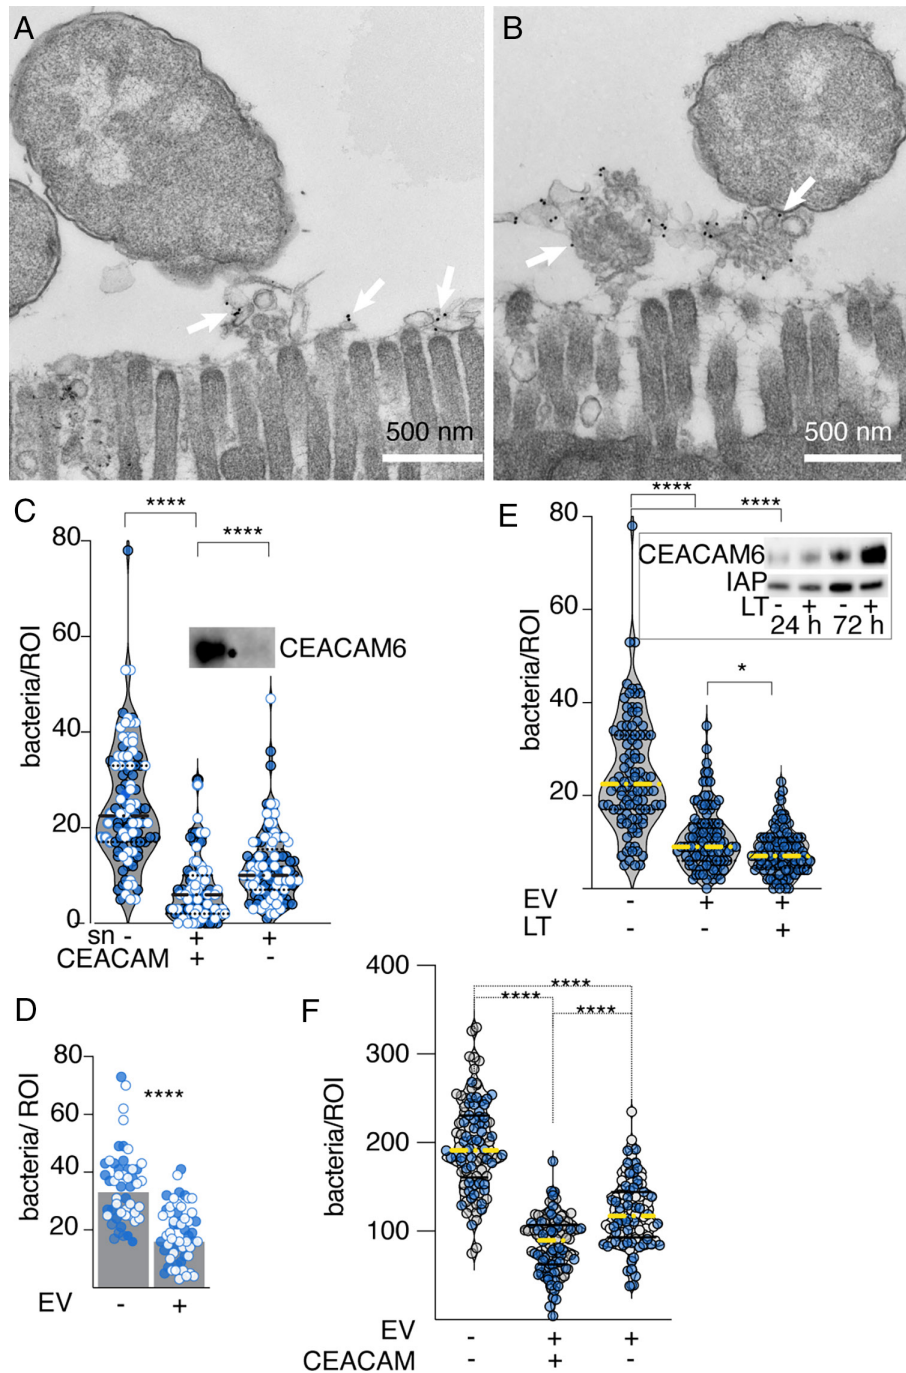 A
B
500 nm
500 nm
C
****
****
80
60
40
20
0
bacteria/ROI
CEACAM6
sn - + +
CEACAM + -
E
****
****
80
60
40
20
bacteria/ROI
CEACAM6
IAP
LT - + - +
24 h 72 h
*
EV - + +
LT - - +
D
80
60
40
20
bacteria/ ROI
****
EV - +
F
400
300
200
100
bacteria/ROI
****
****
****
EV - + +
CEACAM - + -